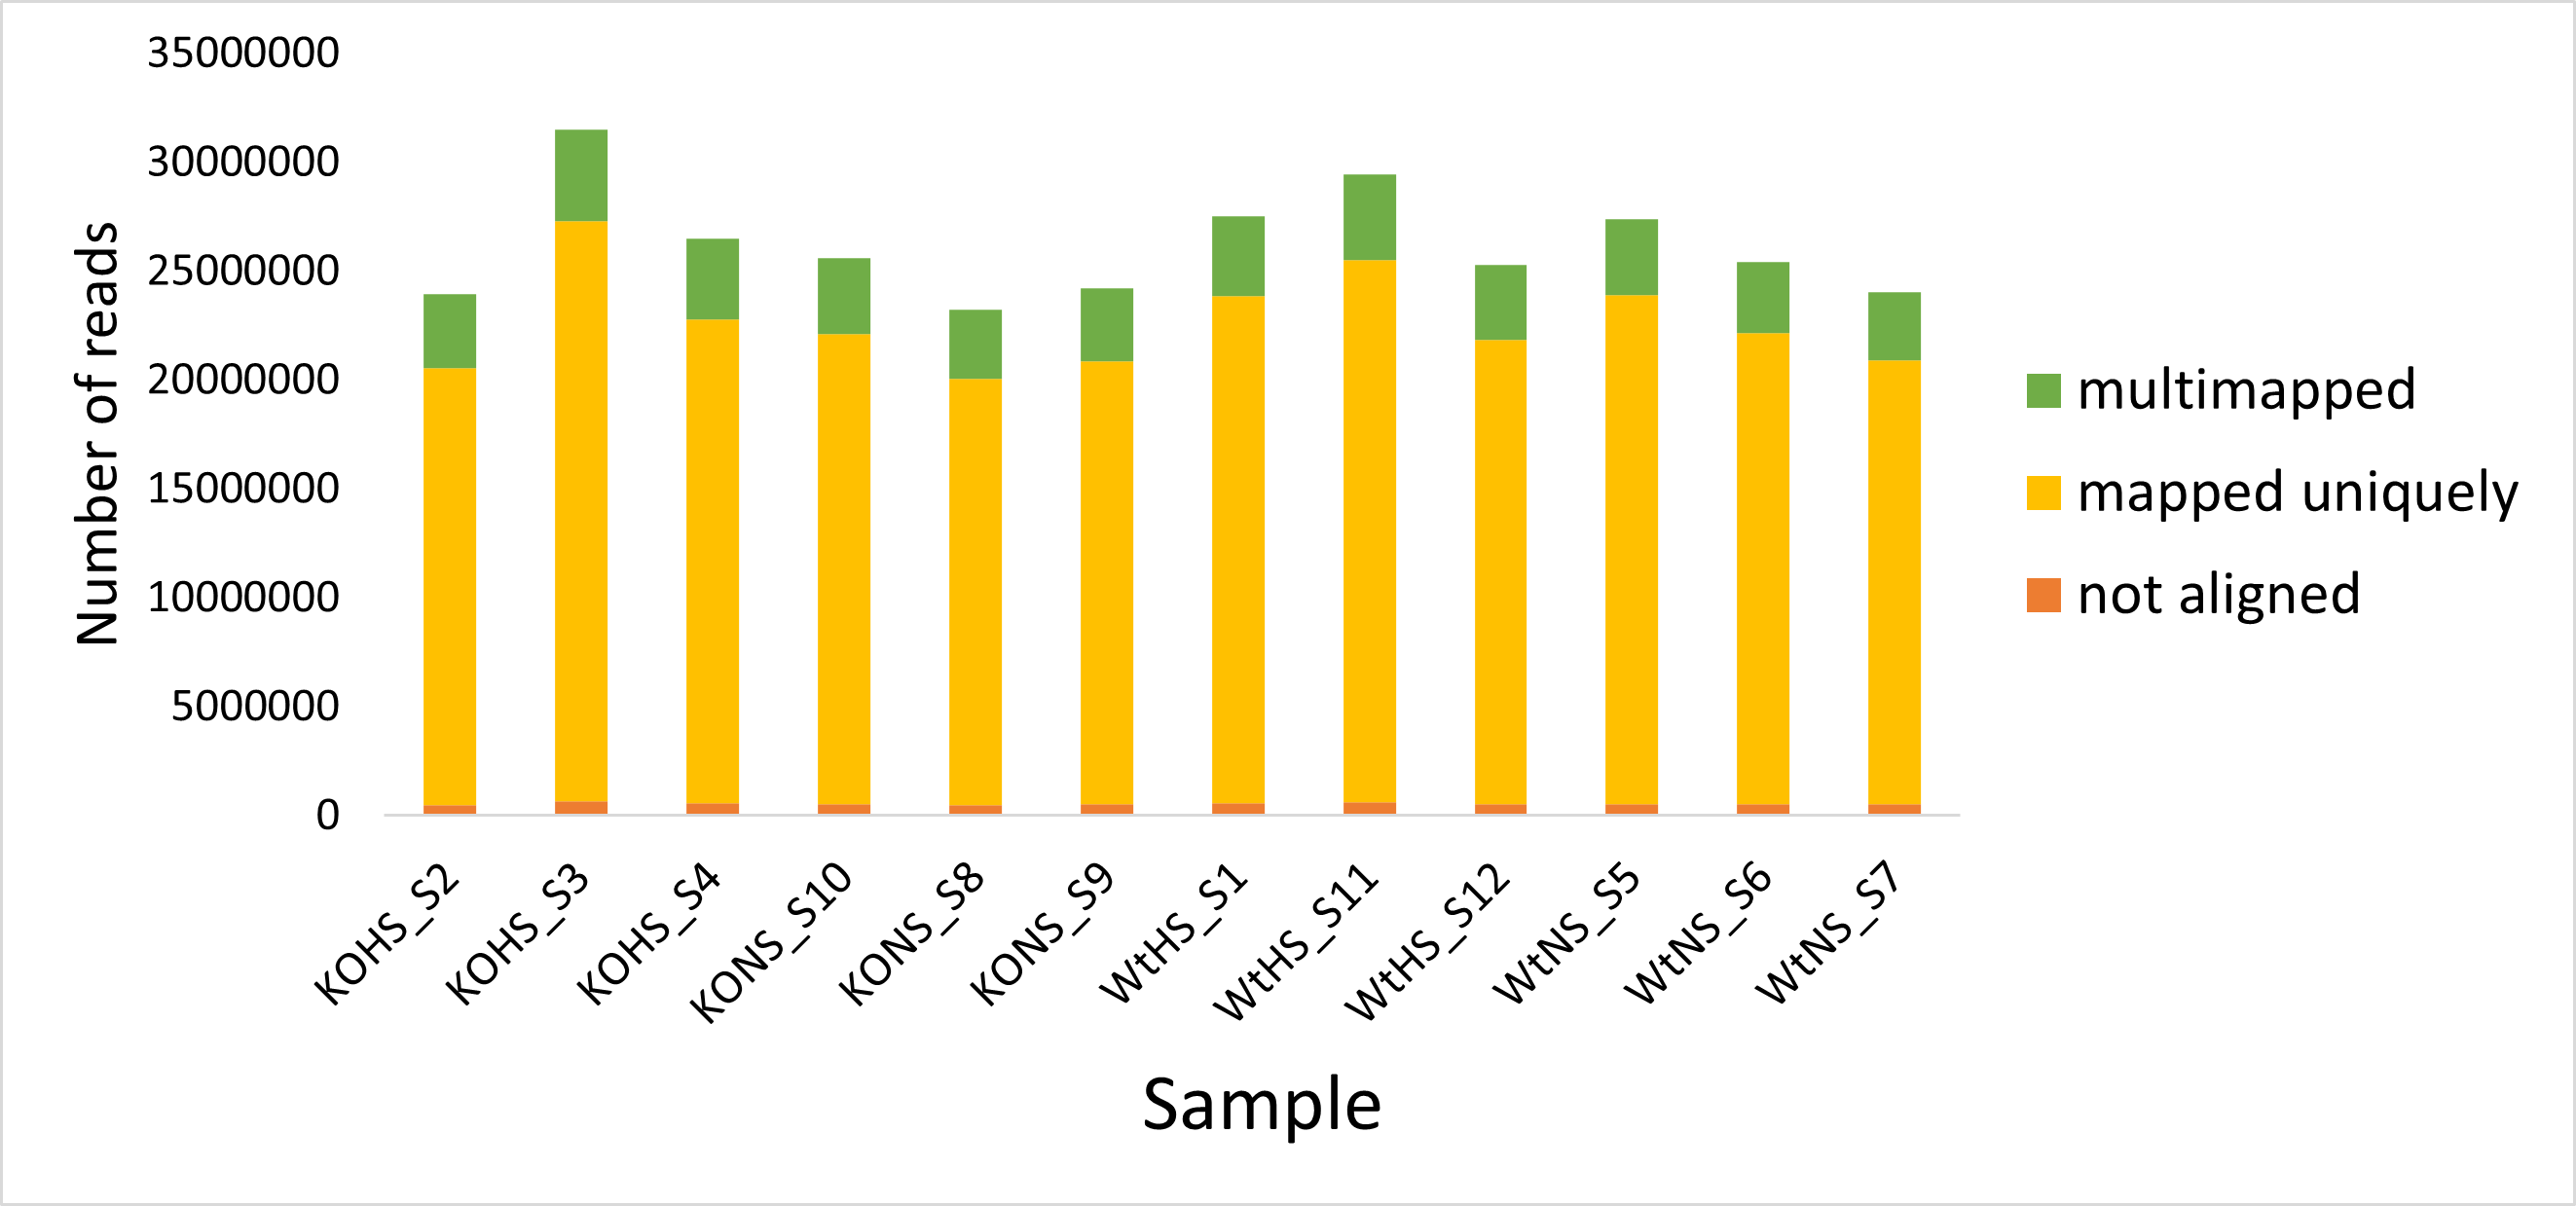 Number of reads
35000000
30000000
25000000
20000000
15000000
10000000
5000000
0
KOHS_S2
KOHS_S3
KOHS_S4
KONS_S10
KONS_S8
KONS_S9
WtHS_S1
WtHS_S11
WtHS_S12
WtNS_S5
WtNS_S6
WtNS_S7
Sample
multimapped
mapped uniquely
not aligned